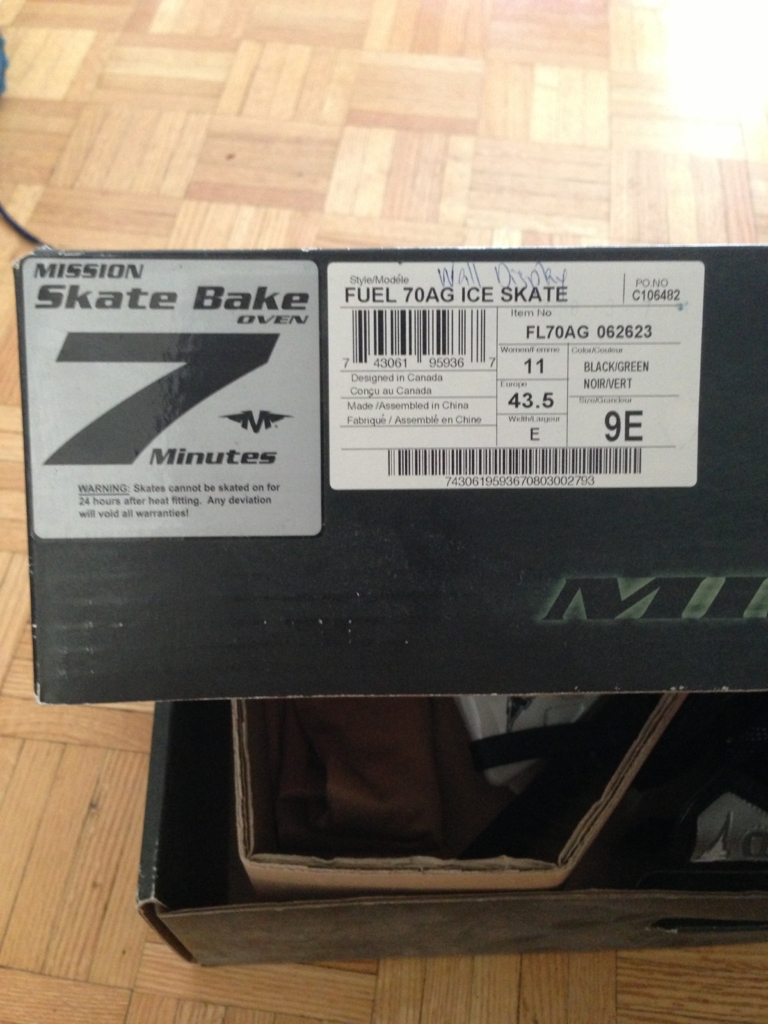 MISSION
Skate Bake
OVEN
7
M
Minutes
WARNING: Skates cannot be skated on for
24 hours after heat fitting. Any deviation
will void all warranties!
Wall Display
Style/Modèle
FUEL 70AG ICE SKATE
PO.NO
C106482
Item No
FL70AG 062623
7 43061 95936 7
Designed in Canada
Conçu au Canada
Made /Assembled in China
Fabriqué / Assemblé en Chine
Women/Femme
11
Europe
43.5
Width/Largeur
E
Color/Couleur
BLACK/GREEN
NOIR/VERT
Size/Grandeur
9E
7430619593670803002793